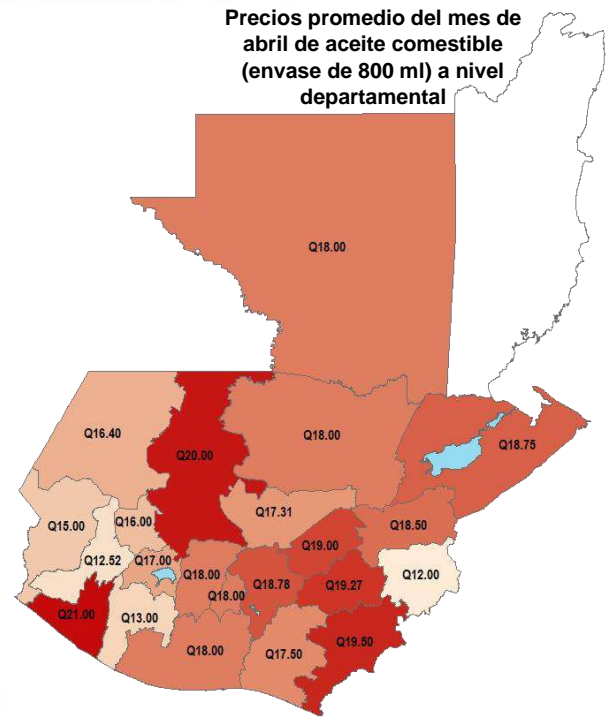 Precios promedio del mes de
abril de aceite comestible
(envase de 800 ml) a nivel
departamental
Q18.00
Q16.40
Q20.00
Q18.00
Q18.75
Q15.00
Q16.00
Q17.31
Q18.50
Q19.00
Q12.52
Q17.00
Q18.00
Q18.00
Q18.78
Q19.27
Q12.00
Q21.00
Q13.00
Q18.00
Q17.50
Q19.50